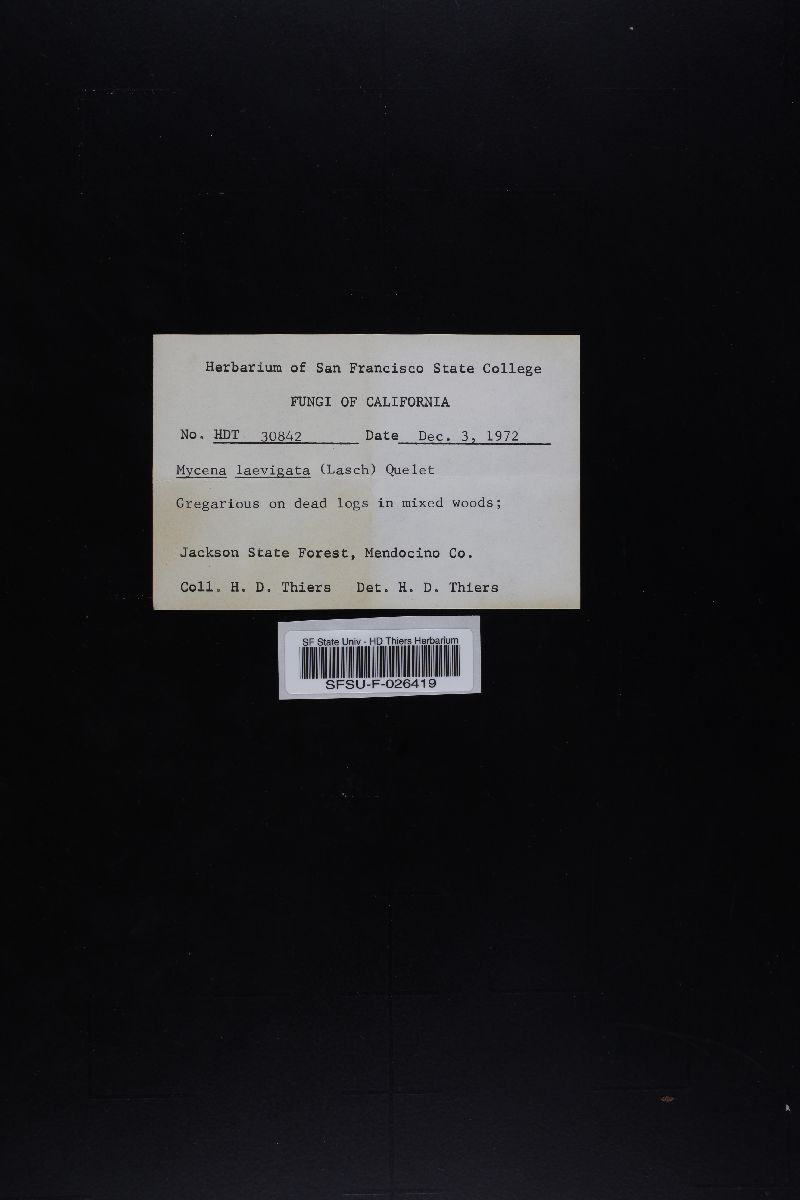 Herbarium of San Francisco State College
FUNGI OF CALIFORNIA
No. HDT 30842 Date Dec. 3, 1972
Mycena laevigata (Lasch) Quelet
Gregarious on dead logs in mixed woods;
Jackson State Forest, Mendocino Co.
Coll. H. D. Thiers Det. H. D. Thiers
SF State Univ - HD Thiers Herbarium
SFSU-F-026419